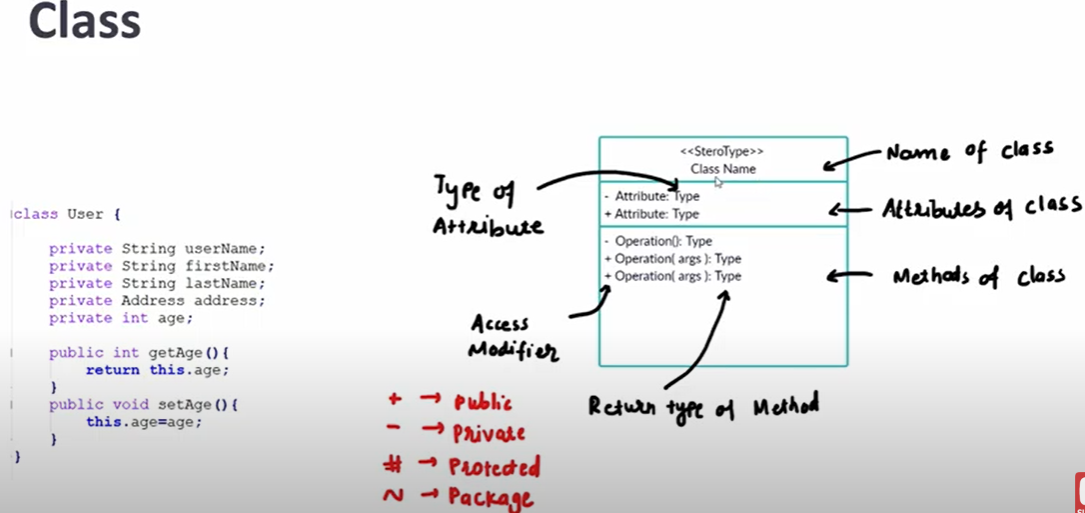 Class
class User {
private String userName;
private String firstName;
private String lastName;
private Address address;
private int age;
public int getAge(){
return this.age;
}
public void setAge(){
this.age=age;
}
}
Type of
Attribute
Access
Modifier
+ → Public
- → Private
# → Protected
~ → Package
<<SteroType>>
Class Name
- Attribute: Type
+ Attribute: Type
- Operation(): Type
+ Operation( args ): Type
+ Operation( args ): Type
Name of class
Attributes of class
Methods of class
Return type of Method